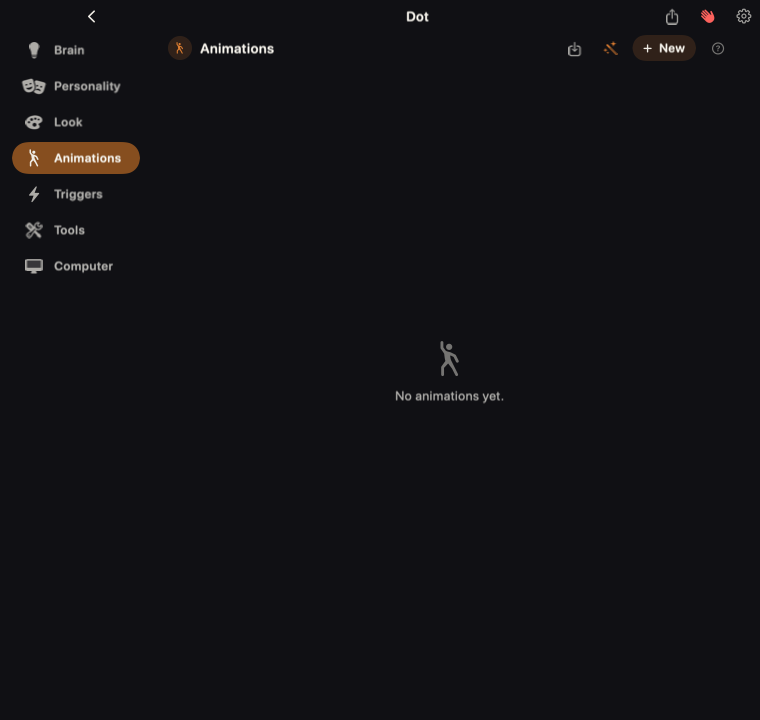 Dot
Brain
Personality
Look
Animations
Triggers
Tools
Computer
Animations
+ New
?
No animations yet.